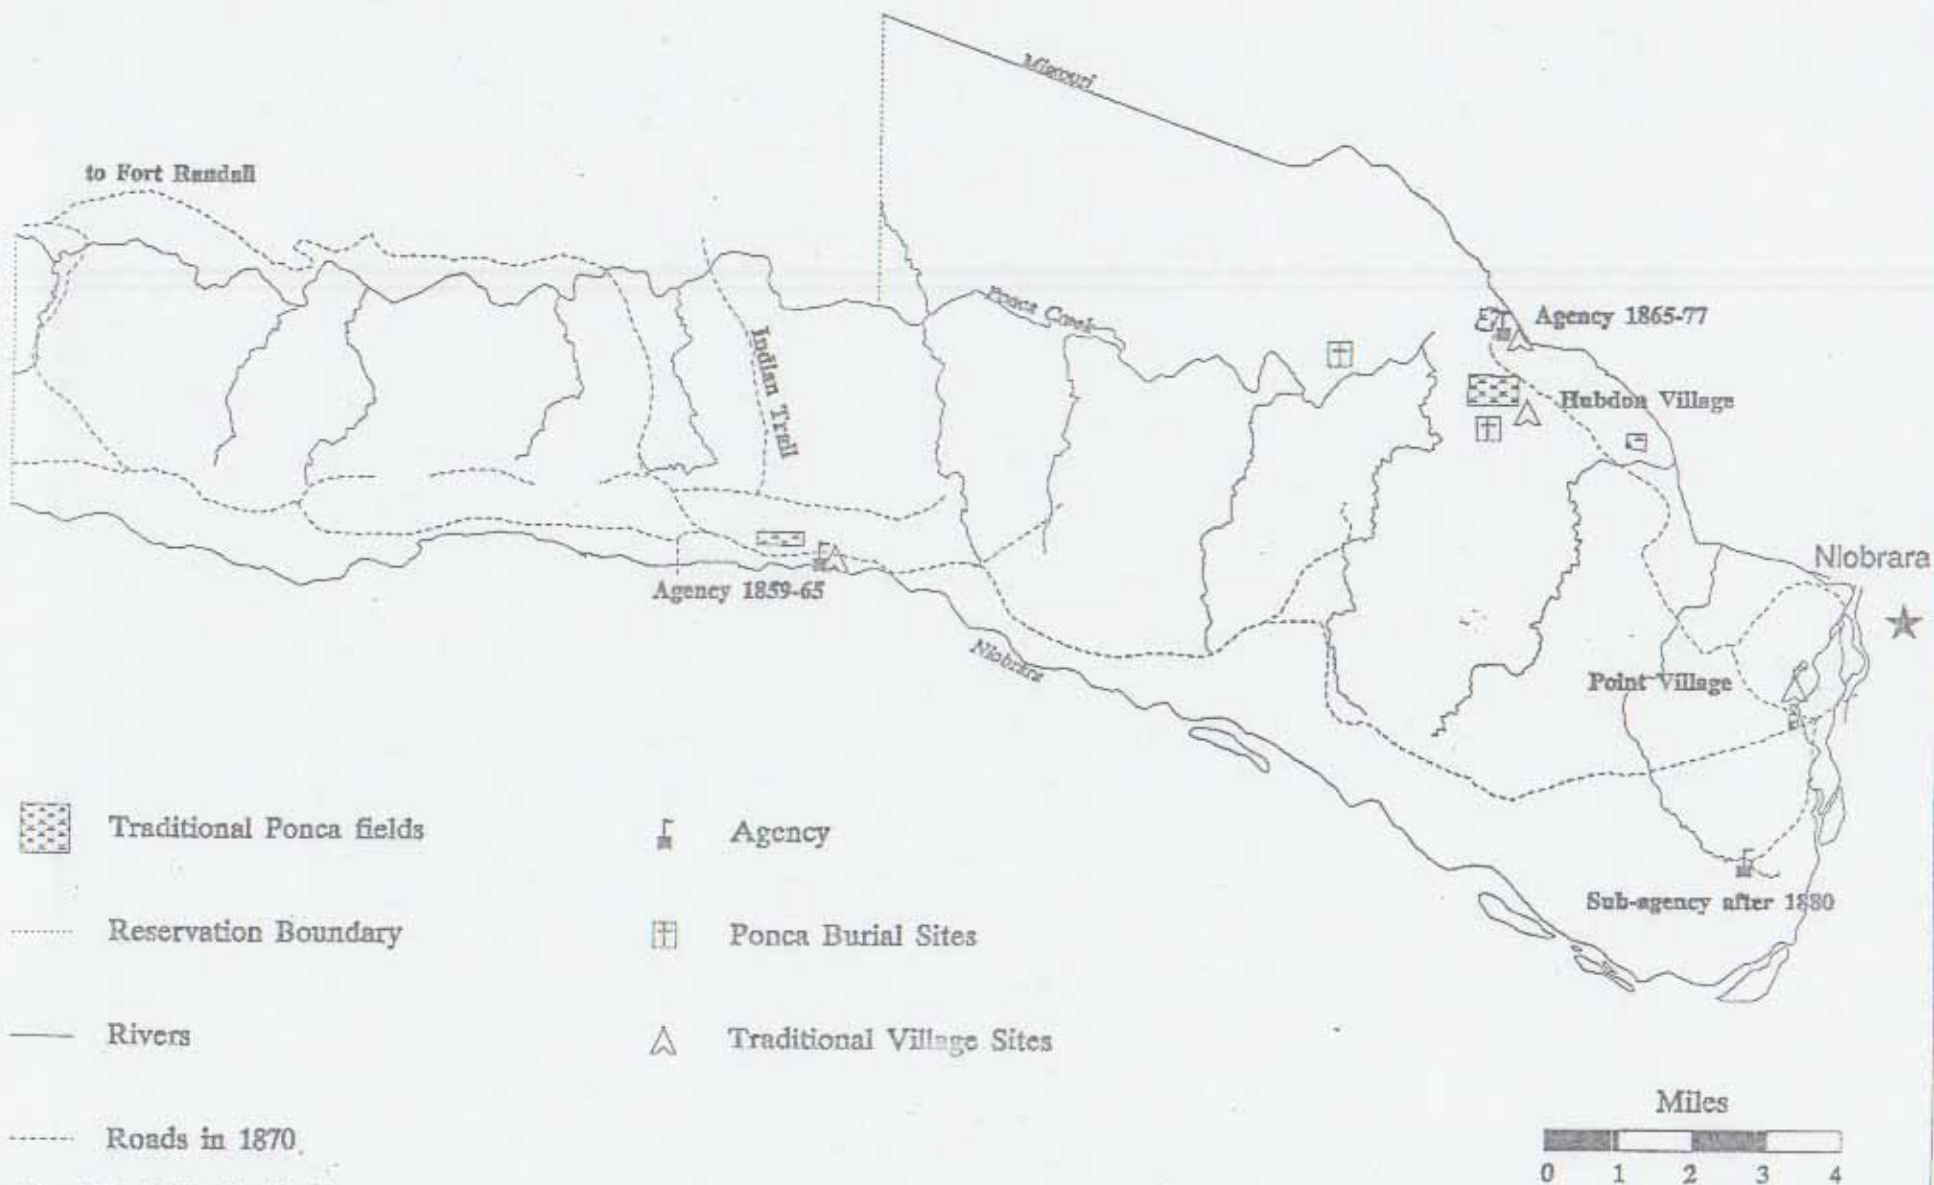 Missouri
to Fort Randall
Ponca Creek
Indian Trail
Agency 1865-77
Hubdon Village
Niobrara
Agency 1859-65
Niobrara
Point Village
Sub-agency after 1880
Traditional Ponca fields
Agency
Reservation Boundary
Ponca Burial Sites
Rivers
Traditional Village Sites
Roads in 1870
Miles
0 1 2 3 4